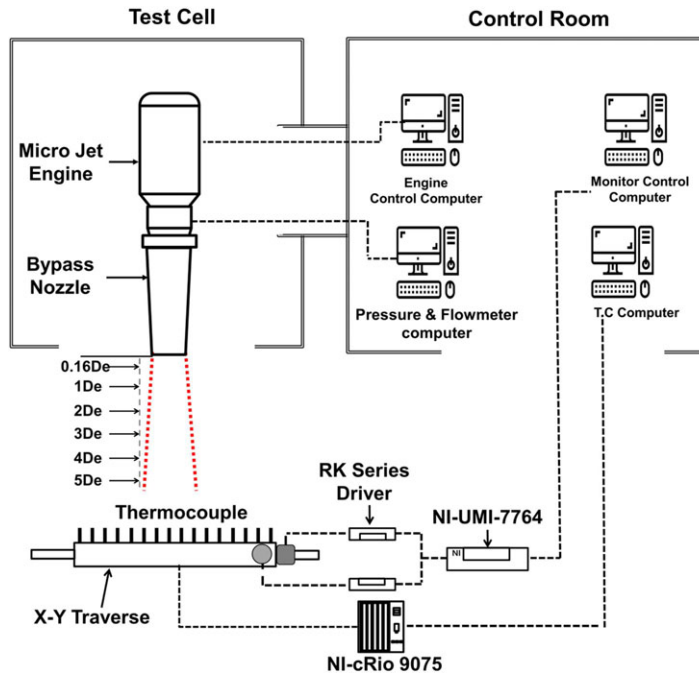 Test Cell
Control Room
Micro Jet
Engine
Engine
Control Computer
Monitor Control
Computer
Bypass
Nozzle
Pressure & Flowmeter
computer
T.C Computer
0.16De
1De
2De
3De
4De
5De
RK Series
Driver
Thermocouple
NI-UMI-7764
NI
X-Y Traverse
NI-cRio 9075